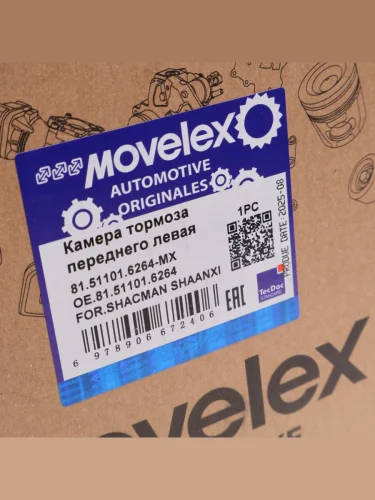 MOVELEX
AUTOMOTIVE
ORIGINALES
Камера тормоза
переднего левая
1PC
81.51101.6264-MX
OE.81.51101.6264
FOR.SHACMAN SHAANXI
EAC
TecDoc
6 978906 672406
DATE:2025-08
Movelex